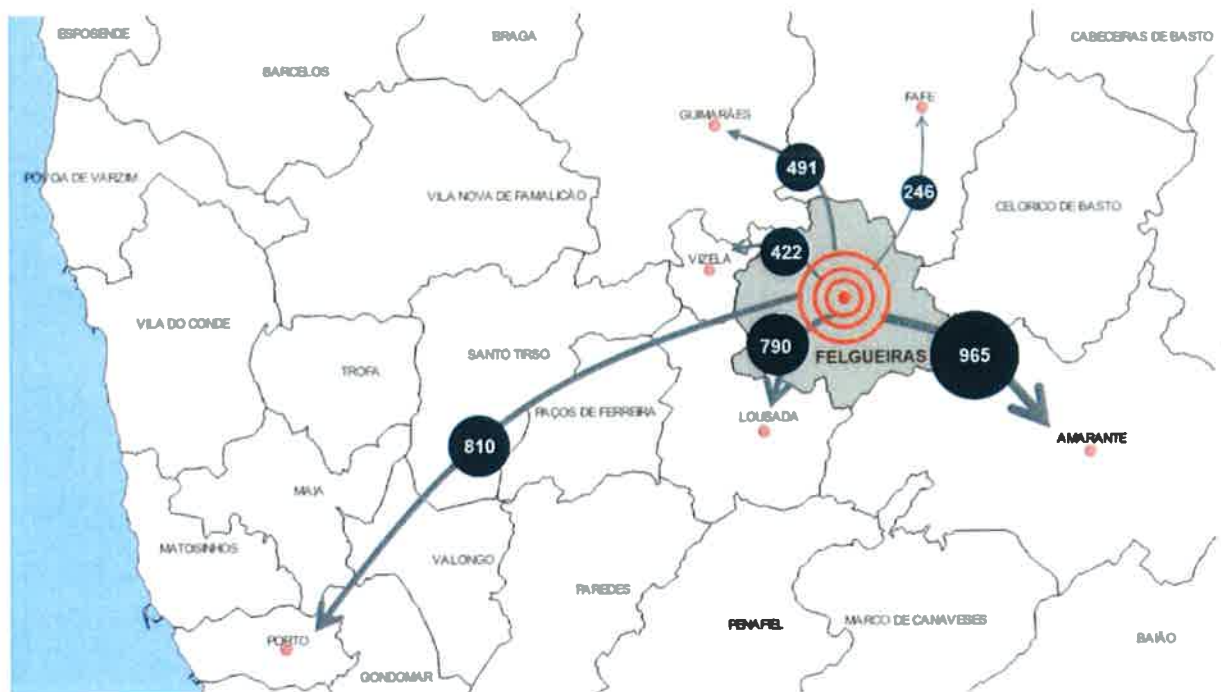 ESPOSENDE
BRAGA
CABECEIRAS DE BASTO
BARCELOS
FAFE
GUIMARÃES
491
PÓVOA DE VARZIM
VILA NOVA DE FAMALICÃO
246
CELORICO DE BASTO
422
VIZELA
VILA DO CONDE
790
FELGUEIRAS
965
SANTO TIRSO
TROFA
PAÇOS DE FERREIRA
LOUSADA
810
AMARANTE
MAIA
MATOSINHOS
VALONGO
PAREDES
PENAFIEL
MARCO DE CANAVESES
BAIÃO
PORTO
GONDOMAR